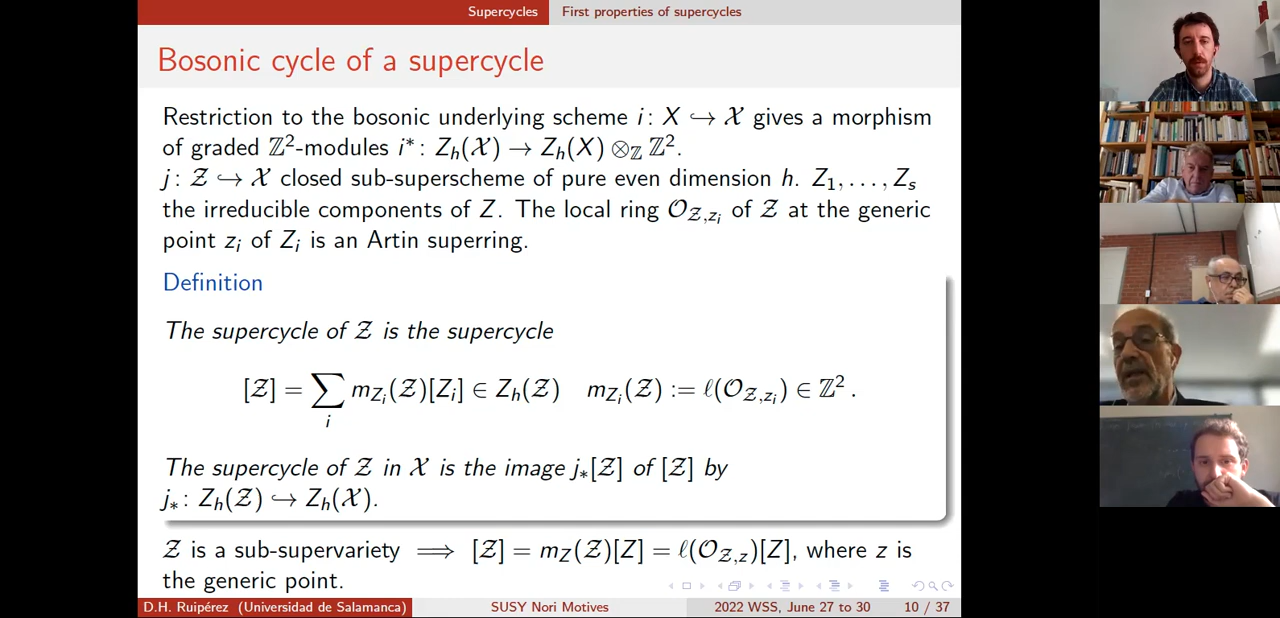 Supercycles First properties of supercycles
Bosonic cycle of a supercycle
Restriction to the bosonic underlying scheme i: X ↪ 𝒳 gives a morphism
of graded ℤ²-modules i*: Z_h(𝒳) → Z_h(X) ⊗_ℤ ℤ².
j: 𝒵 ↪ 𝒳 closed sub-superscheme of pure even dimension h. Z₁, …, Z_s
the irreducible components of Z. The local ring 𝒪_{𝒵,z_i} of 𝒵 at the generic
point z_i of Z_i is an Artin superring.
Definition
The supercycle of 𝒵 is the supercycle
[𝒵] = ∑_i m_{Z_i}(𝒵)[Z_i] ∈ Z_h(𝒵) m_{Z_i}(𝒵) := ℓ(𝒪_{𝒵,z_i}) ∈ ℤ² .
The supercycle of 𝒵 in 𝒳 is the image j_*[𝒵] of [𝒵] by
j_*: Z_h(𝒵) ↪ Z_h(𝒳).
𝒵 is a sub-supervariety ⟹ [𝒵] = m_Z(𝒵)[Z] = ℓ(𝒪_{𝒵,z})[Z], where z is
the generic point.
D.H. Ruipérez (Universidad de Salamanca) SUSY Nori Motives 2022 WSS, June 27 to 30 10 / 37